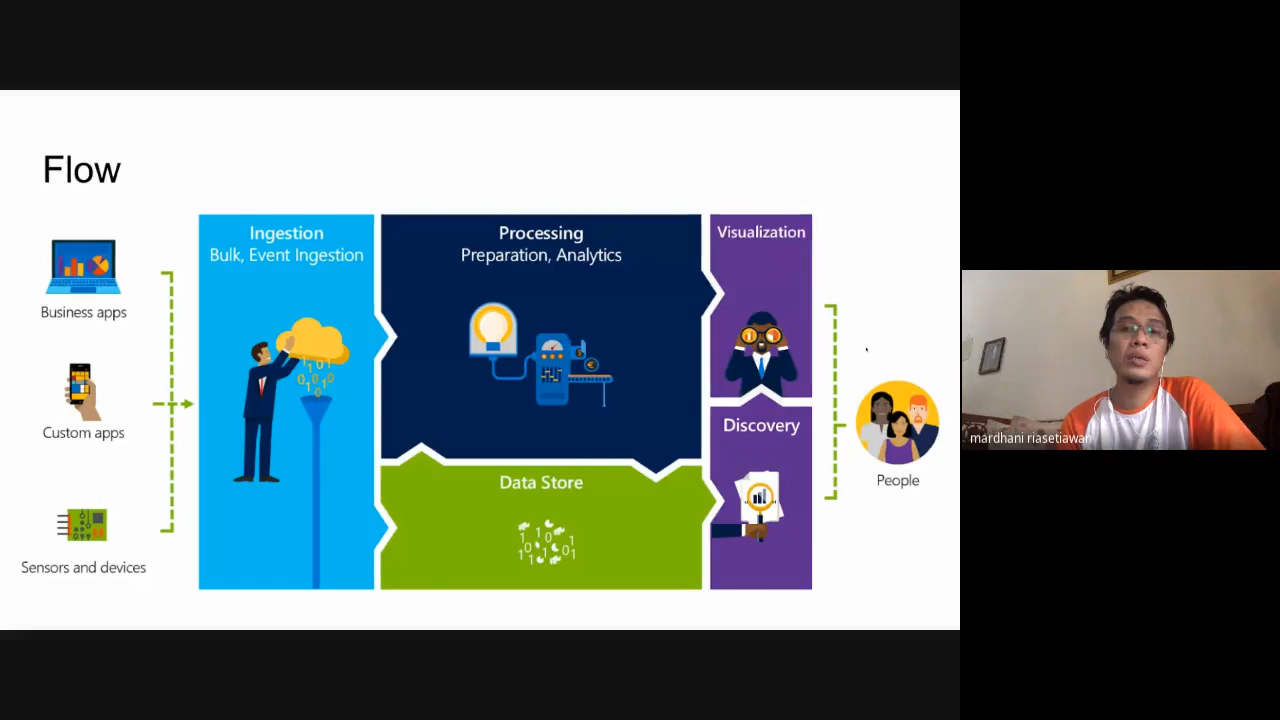 Flow
Business apps
Custom apps
Sensors and devices
Ingestion
Bulk, Event Ingestion
Processing
Preparation, Analytics
Data Store
Visualization
Discovery
People
mardhani riasetiawan